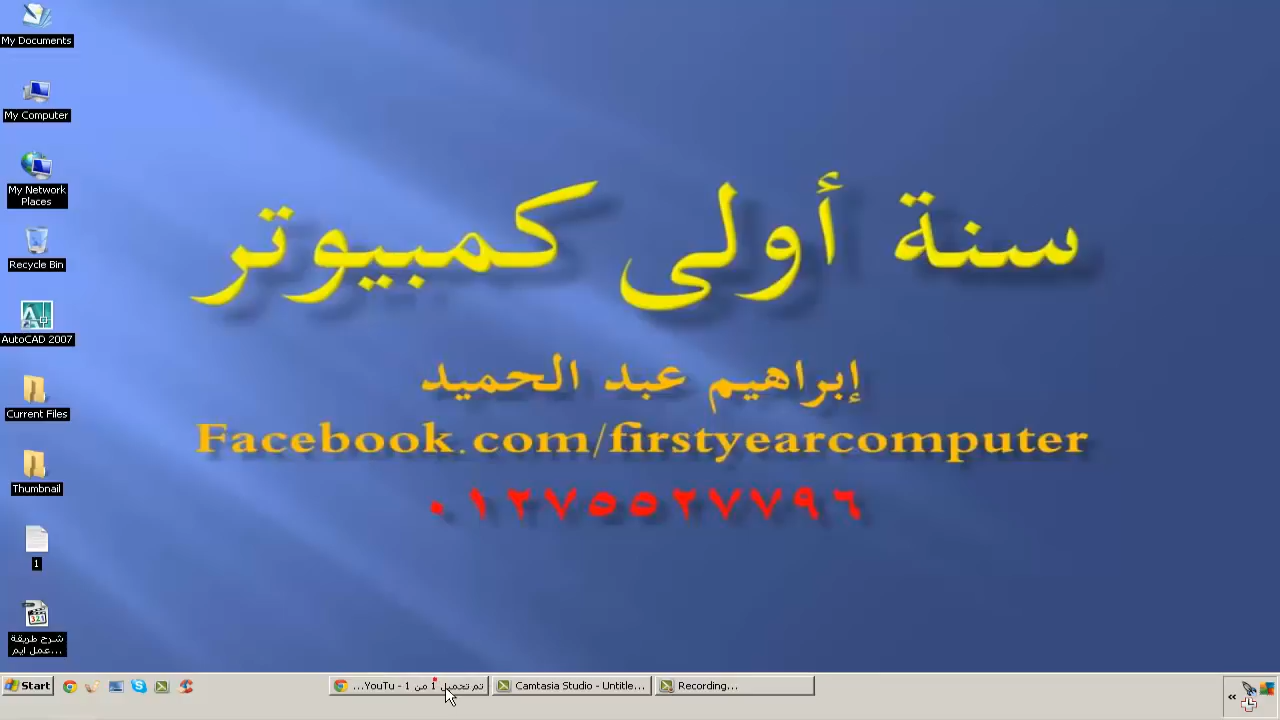 My Documents
My Computer
My Network
Places
Recycle Bin
AutoCAD 2007
Current Files
Thumbnail
1
شرح طريقة
عمل ايم...
سنة أولى كمبيوتر
إبراهيم عبد الحميد
Facebook.com/firstyearcomputer
٠١٢٧٥٥٢٧٧٩٦
Start
تم تحميل 1 من 1 - YouTu...
Camtasia Studio - Untitle...
Recording...
«